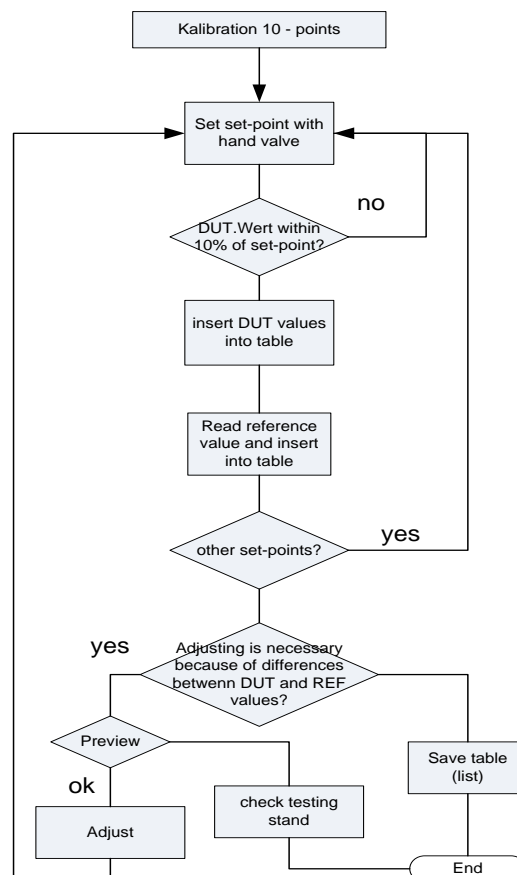 Kalibration 10 - points
Set set-point with
hand valve
no
DUT.Wert within
10% of set-point?
insert DUT values
into table
Read reference
value and insert
into table
other set-points?
yes
yes
Adjusting is necessary
because of differences
betwenn DUT and REF
values?
Preview
Save table
(list)
ok
check testing
stand
Adjust
End